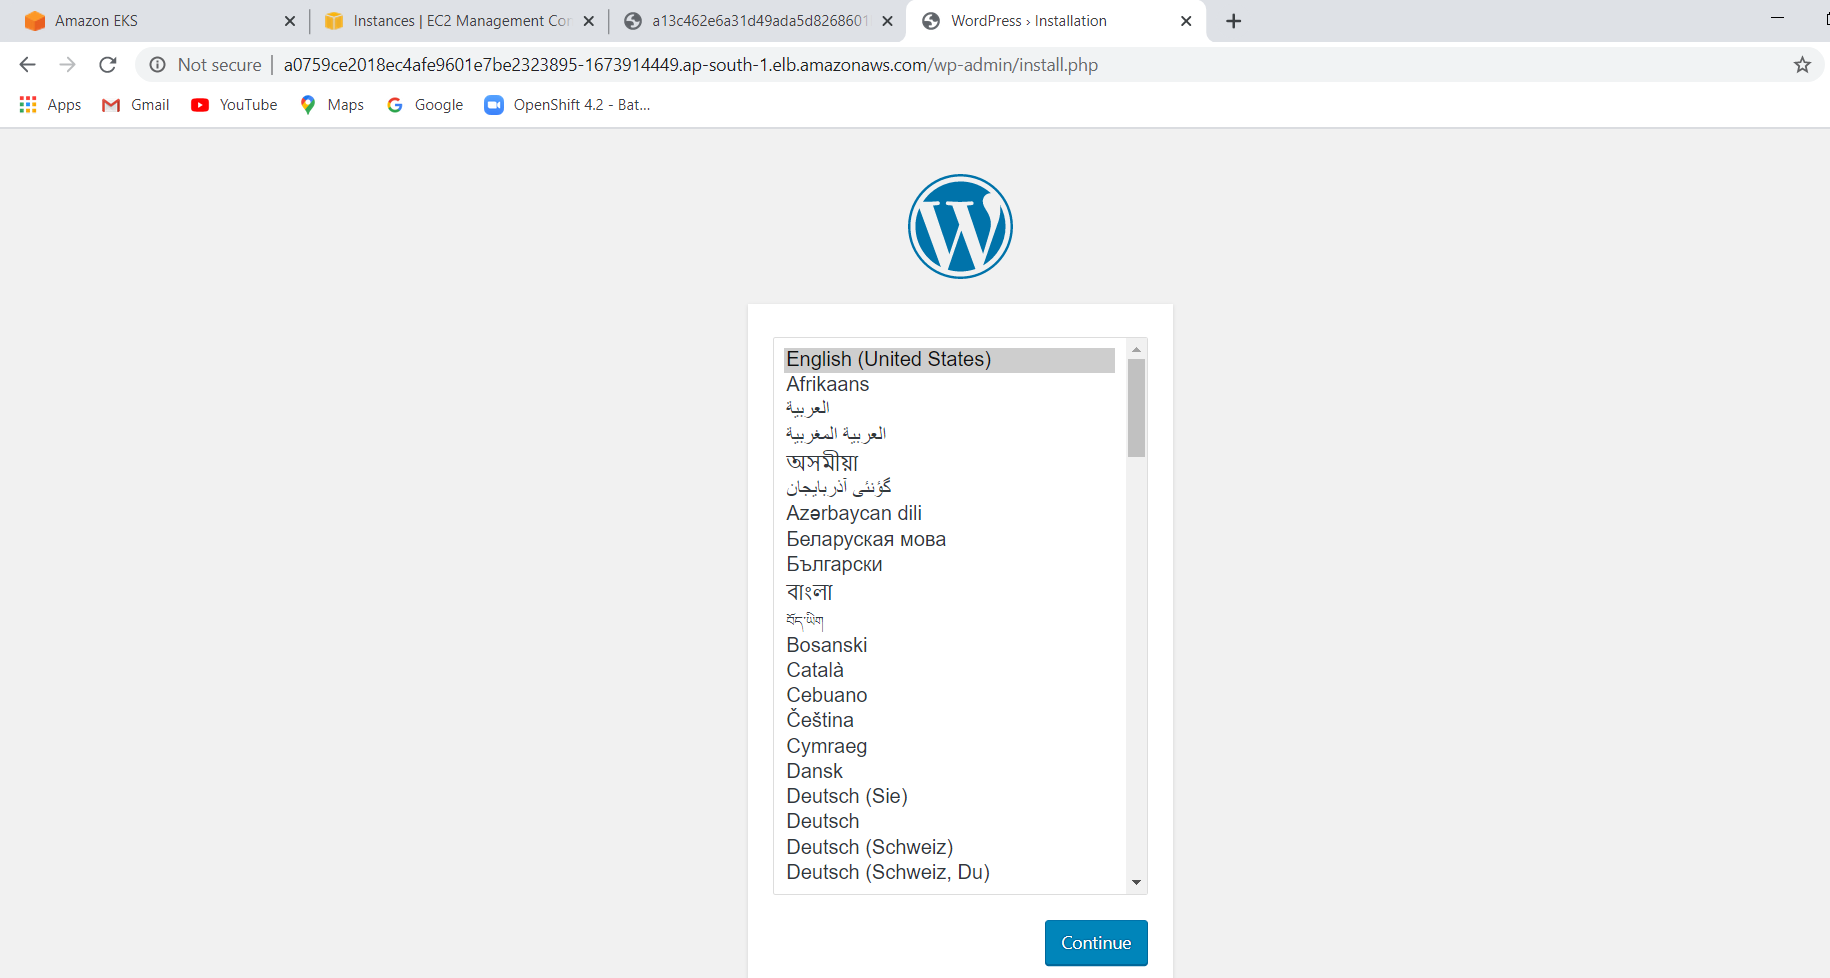 Amazon EKS
Instances | EC2 Management Con
a13c462e6a31d49ada5d8268601
WordPress › Installation
Not secure | a0759ce2018ec4afe9601e7be2323895-1673914449.ap-south-1.elb.amazonaws.com/wp-admin/install.php
Apps Gmail YouTube Maps Google OpenShift 4.2 - Bat...
English (United States)
Afrikaans
العربية
العربية المغربية
অসমীয়া
گؤنئی آذربایجان
Azərbaycan dili
Беларуская мова
Български
বাংলা
བོད་ཡིག
Bosanski
Català
Cebuano
Čeština
Cymraeg
Dansk
Deutsch (Sie)
Deutsch
Deutsch (Schweiz)
Deutsch (Schweiz, Du)
Continue